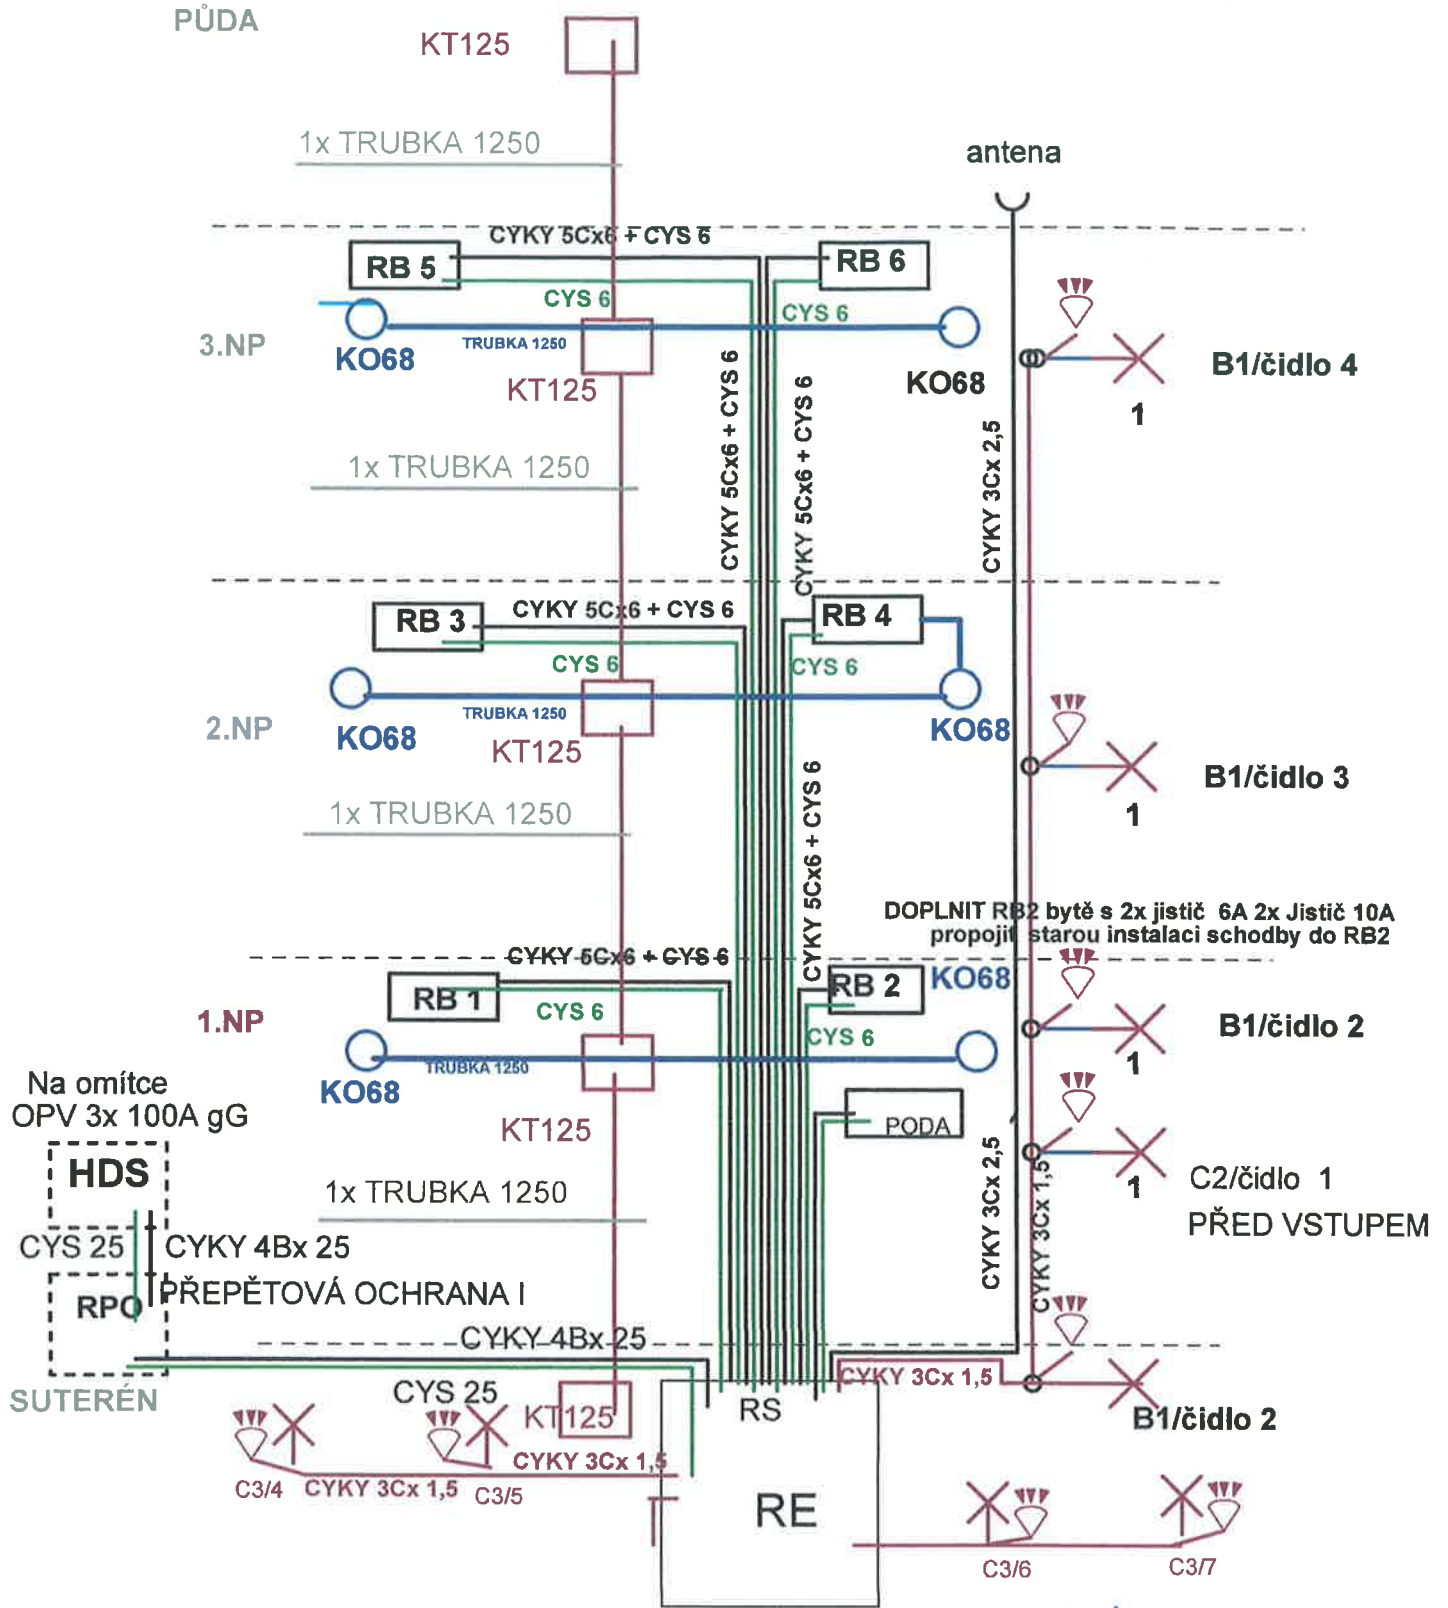 PŮDA
KT125
1x TRUBKA 1250
antena
CYKY 5Cx6 + CYS 6
RB 5
RB 6
CYS 6
CYS 6
3.NP
KO68
TRUBKA 1250
KT125
KO68
B1/čidlo 4
1
CYKY 5Cx6 + CYS 6
CYKY 5Cx6 + CYS 6
CYKY 3Cx 2,5
1x TRUBKA 1250
RB 3
CYKY 5Cx6 + CYS 6
RB 4
CYS 6
CYS 6
2.NP
KO68
TRUBKA 1250
KT125
KO68
B1/čidlo 3
1
1x TRUBKA 1250
CYKY 5Cx6 + CYS 6
DOPLNIT RB2 bytě s 2x jistič 6A 2x Jistič 10A
propojit starou instalaci schodby do RB2
CYKY 5Cx6 + CYS 6
RB 1
RB 2
KO68
CYS 6
CYS 6
1.NP
B1/čidlo 2
1
KO68
TRUBKA 1250
KT125
PODA
Na omítce
OPV 3x 100A gG
HDS
1x TRUBKA 1250
CYKY 3Cx 2,5
CYKY 3Cx 1,5
1
C2/čidlo 1
PŘED VSTUPEM
CYS 25
CYKY 4Bx 25
RPO
PŘEPĚTOVÁ OCHRANA I
CYKY 4Bx 25
SUTERÉN
CYS 25
KT125
RS
CYKY 3Cx 1,5
B1/čidlo 2
CYKY 3Cx 1,5
C3/4
CYKY 3Cx 1,5
C3/5
RE
C3/6
C3/7